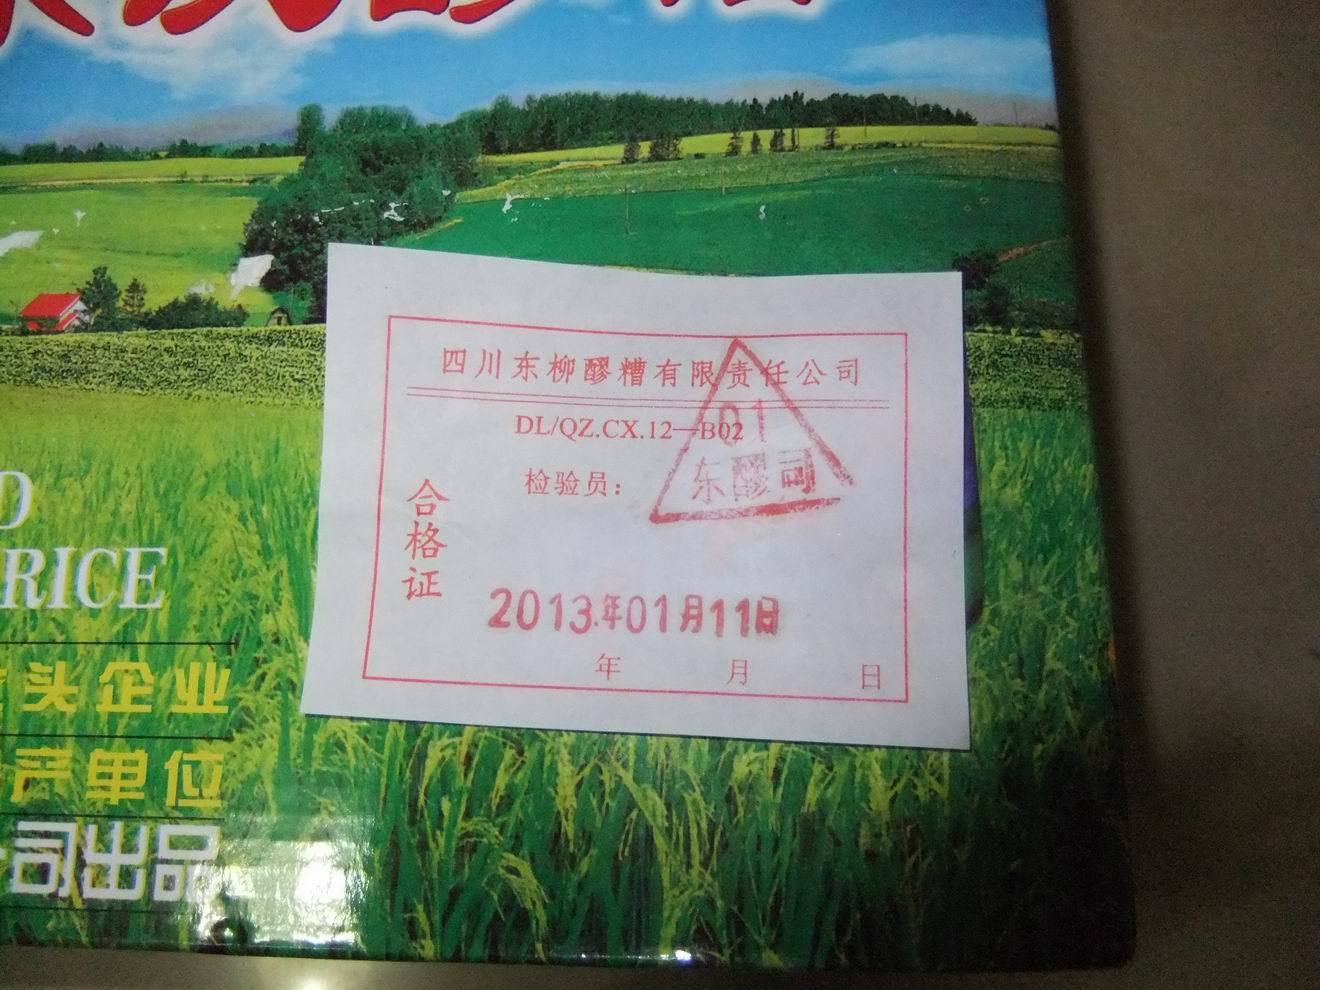 四川东柳醪糟有限责任公司
DL/QZ.CX.12—B02
01
检验员：
东醪司
合格证
2013年01月11日
年 月 日
RICE
头企业
产单位
司出品